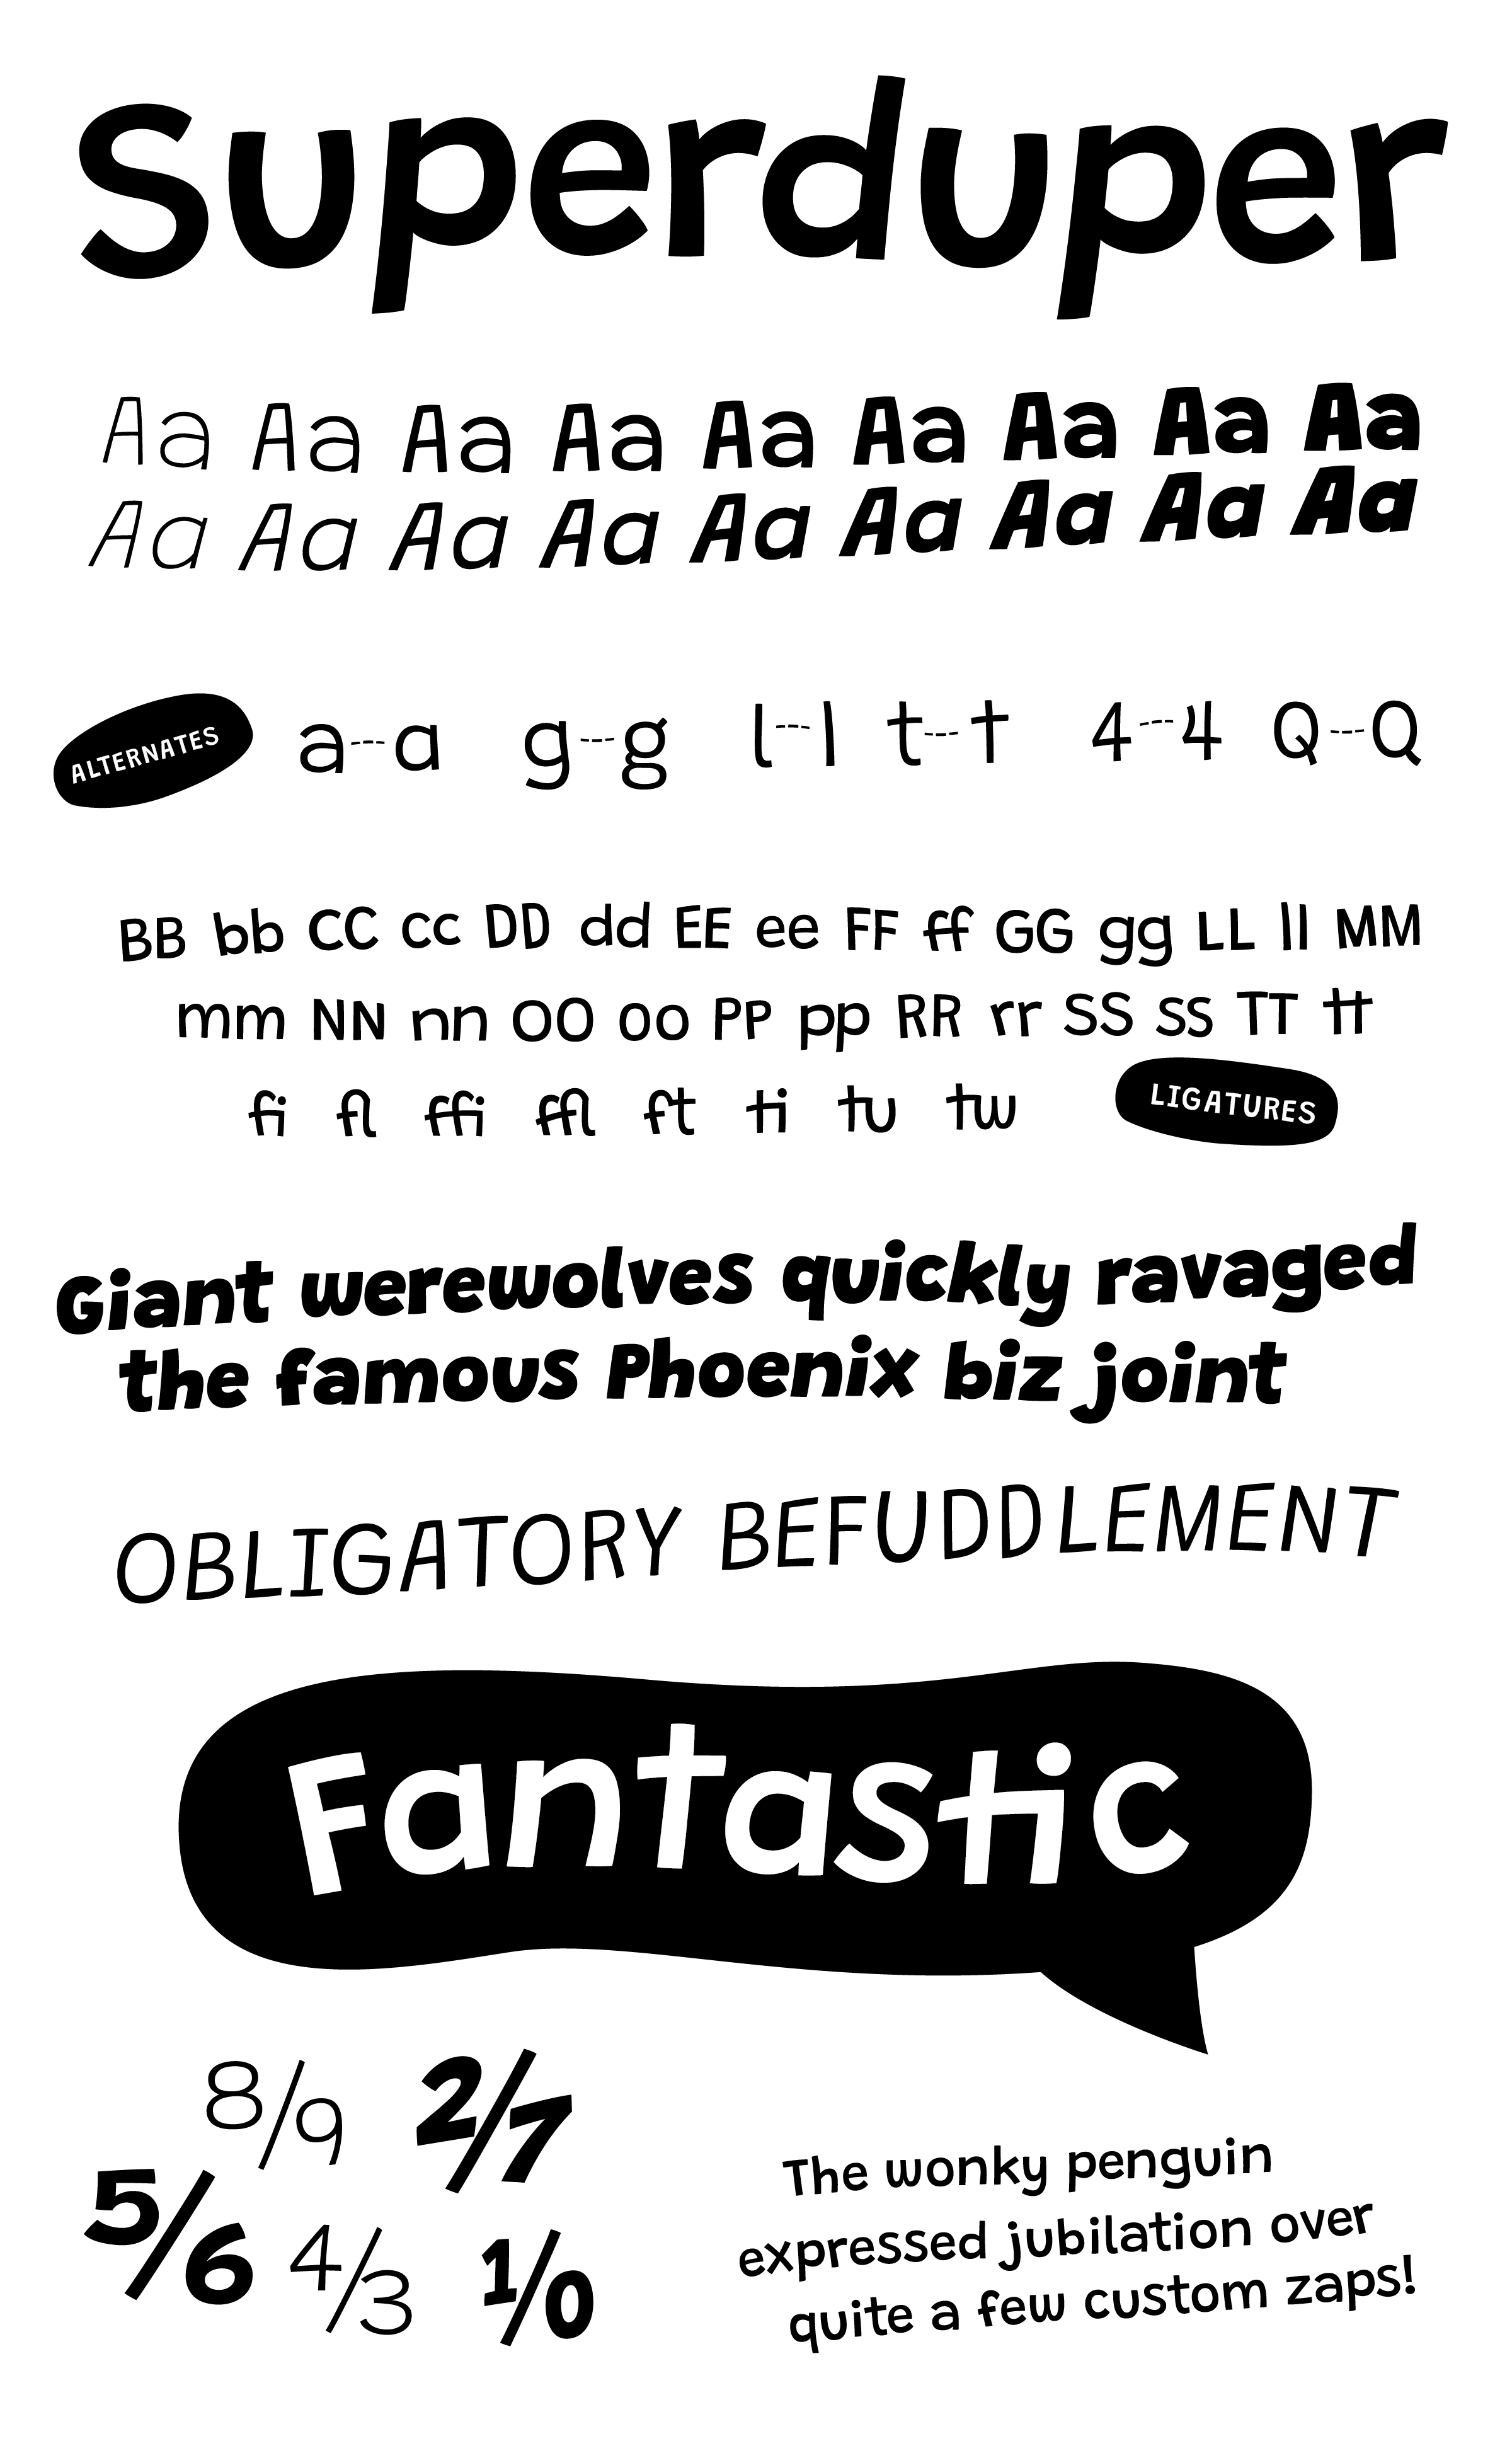 Superduper
Aa Aa Aa Aa Aa Aa Aa Aa Aa
Aa Aa Aa Aa Aa Aa Aa Aa Aa
ALTERNATES a---a g---g l---l t---t 4---4 Q---Q
BB bb CC cc DD dd EE ee FF ff GG gg LL ll MM
mm NN nn OO oo PP pp RR rr SS ss TT tt
fi fl ffi ffl ft ti tu tw LIGATURES
Giant werewolves quickly ravaged
the famous Phoenix biz joint
OBLIGATORY BEFUDDLEMENT
Fantastic
8/9 2/7
5/6 4/3 1/0
The wonky penguin
expressed jubilation over
quite a few custom zaps!